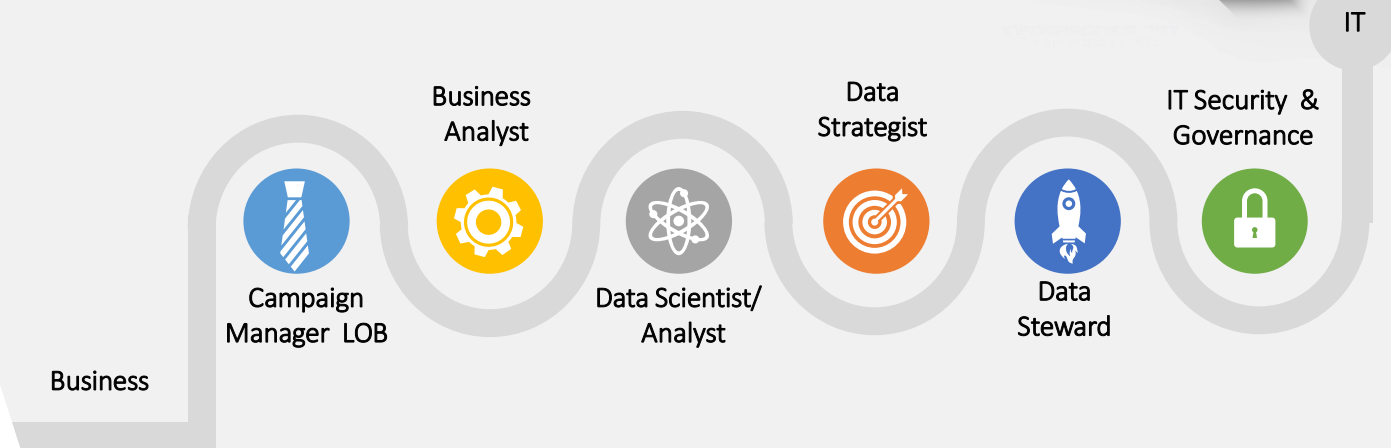 IT
Business
Analyst
Data
Strategist
IT Security & 
Governance
Campaign
Manager LOB
Data Scientist/
Analyst
Data
Steward
Business